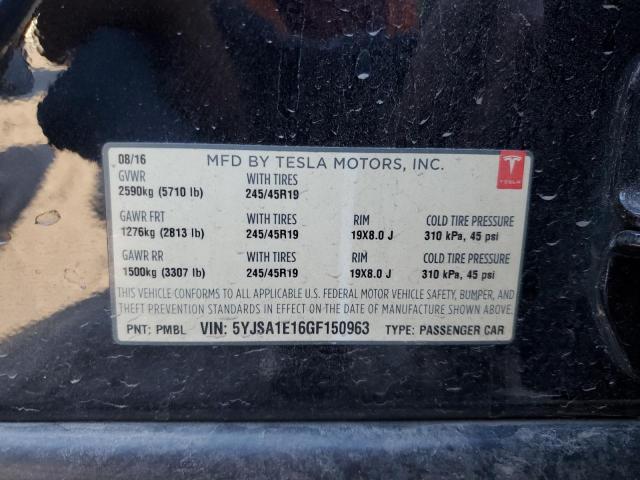 08/16 MFD BY TESLA MOTORS, INC.
GVWR WITH TIRES
2590kg (5710 lb) 245/45R19
TESLA
GAWR FRT WITH TIRES RIM COLD TIRE PRESSURE
1276kg (2813 lb) 245/45R19 19X8.0 J 310 kPa, 45 psi
GAWR RR WITH TIRES RIM COLD TIRE PRESSURE
1500kg (3307 lb) 245/45R19 19X8.0 J 310 kPa, 45 psi
THIS VEHICLE CONFORMS TO ALL APPLICABLE U.S. FEDERAL MOTOR VEHICLE SAFETY, BUMPER, AND
THEFT PREVENTION STANDARDS IN EFFECT ON THE DATE OF MANUFACTURE SHOWN ABOVE.
PNT: PMBL VIN: 5YJSA1E16GF150963 TYPE: PASSENGER CAR